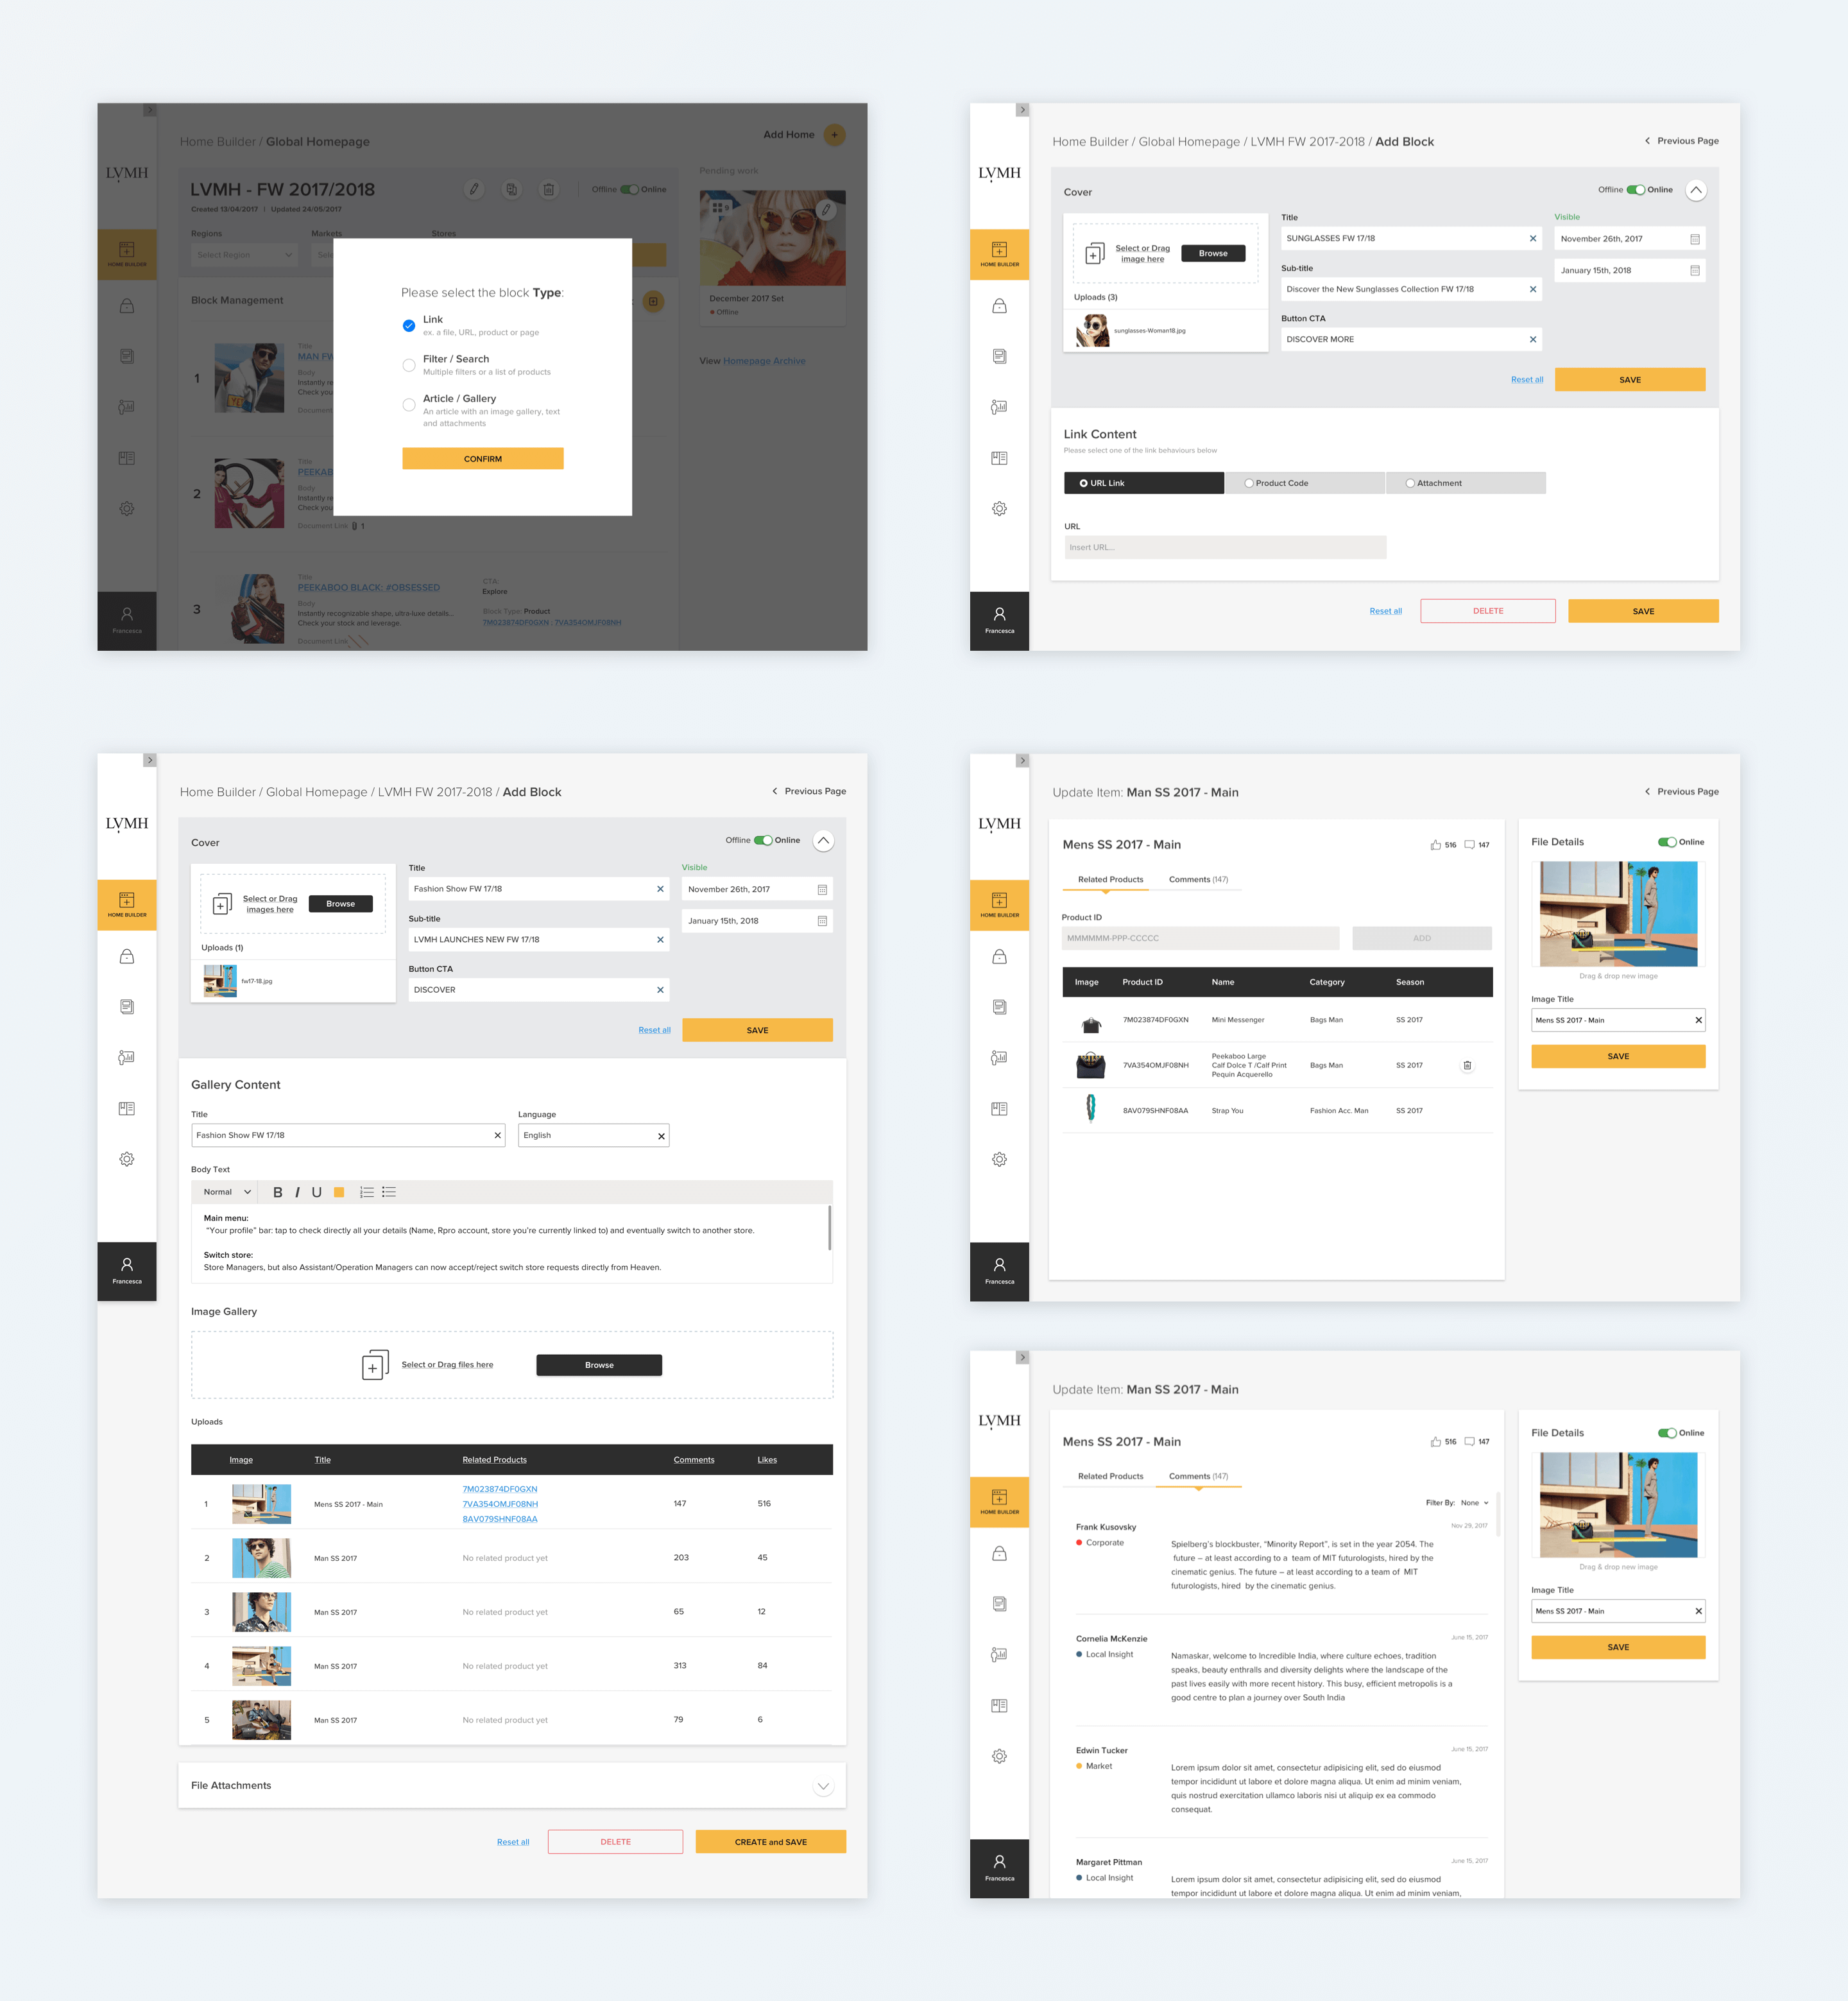 Home Builder / Global Homepage
Add Home
LVMH
LVMH - FW 2017/2018
Offline Online
Created 13/04/2017 | Updated 24/05/2017
Regions Markets Stores
Select Region
Pending work
December 2017 Set
Offline
View Homepage Archive
HOME BUILDER
Block Management
Please select the block Type:
Link
ex. a file, URL, product or page
Filter / Search
Multiple filters or a list of products
Article / Gallery
An article with an image gallery, text
and attachments
CONFIRM
1
Title
MAN FW
Body
Instantly
Check you
Document
2
Title
PEEKAB
Body
Instantly
Check you
Document Link 1
3
Title
PEEKABOO BLACK: #OBSESSED
Body
Instantly recognizable shape, ultra-luxe details...
Check your stock and leverage.
Document Link
CTA:
Explore
Block Type: Product
7M023874DF0GXN : 7VA354OMJF08NH
Francesca
LVMH
HOME BUILDER
Francesca
Home Builder / Global Homepage / LVMH FW 2017-2018 / Add Block
Previous Page
Cover
Offline Online
Select or Drag
image here
Browse
Uploads (3)
sunglasses-Woman18.jpg
Title
SUNGLASSES FW 17/18
Sub-title
Discover the New Sunglasses Collection FW 17/18
Button CTA
DISCOVER MORE
Visible
November 26th, 2017
January 15th, 2018
Reset all
SAVE
Link Content
Please select one of the link behaviours below
URL Link
Product Code
Attachment
URL
Insert URL...
Reset all
DELETE
SAVE
LVMH
HOME BUILDER
Francesca
Home Builder / Global Homepage / LVMH FW 2017-2018 / Add Block
Previous Page
Cover
Offline Online
Select or Drag
images here
Browse
Uploads (1)
fw17-18.jpg
Title
Fashion Show FW 17/18
Sub-title
LVMH LAUNCHES NEW FW 17/18
Button CTA
DISCOVER
Visible
November 26th, 2017
January 15th, 2018
Reset all
SAVE
Gallery Content
Title
Fashion Show FW 17/18
Language
English
Body Text
Normal B I U
Main menu:
"Your profile" bar: tap to check directly all your details (Name, Rpro account, store you're currently linked to) and eventually switch to another store.
Switch store:
Store Managers, but also Assistant/Operation Managers can now accept/reject switch store requests directly from Heaven.
Image Gallery
Select or Drag files here
Browse
Uploads
Image Title Related Products Comments Likes
1 Mens SS 2017 - Main 7M023874DF0GXN 147 516
7VA354OMJF08NH
8AV079SHNF08AA
2 Man SS 2017 No related product yet 203 45
3 Man SS 2017 No related product yet 65 12
4 Man SS 2017 No related product yet 313 84
5 Man SS 2017 No related product yet 79 6
File Attachments
Reset all
DELETE
CREATE and SAVE
LVMH
HOME BUILDER
Francesca
Update Item: Man SS 2017 - Main
Previous Page
Mens SS 2017 - Main
516 147
Related Products Comments (147)
Product ID
MMMMMM-PPP-CCCCC
ADD
Image Product ID Name Category Season
7M023874DF0GXN Mini Messenger Bags Man SS 2017
7VA354OMJF08NH Peekaboo Large
Calf Dolce T /Calf Print
Pequin Acquerello
Bags Man SS 2017
8AV079SHNF08AA Strap You Fashion Acc. Man SS 2017
File Details
Online
Drag & drop new image
Image Title
Mens SS 2017 - Main
SAVE
LVMH
HOME BUILDER
Francesca
Update Item: Man SS 2017 - Main
Previous Page
Mens SS 2017 - Main
516 147
Related Products Comments (147)
Filter By: None
Frank Kusovsky
Corporate
Nov 29, 2017
Spielberg's blockbuster, "Minority Report", is set in the year 2054. The
future – at least according to a team of MIT futurologists, hired by the
cinematic genius. The future – at least according to a team of MIT
futurologists, hired by the cinematic genius.
Cornelia McKenzie
Local Insight
June 15, 2017
Namaskar, welcome to Incredible India, where culture echoes, tradition
speaks, beauty enthralls and diversity delights where the landscape of the
past lives easily with more recent history. This busy, efficient metropolis is a
good centre to plan a journey over South India
Edwin Tucker
Market
June 15, 2017
Lorem ipsum dolor sit amet, consectetur adipisicing elit, sed do eiusmod
tempor incididunt ut labore et dolore magna aliqua. Ut enim ad minim veniam,
quis nostrud exercitation ullamco laboris nisi ut aliquip ex ea commodo
consequat.
Margaret Pittman
Local Insight
June 15, 2017
Lorem ipsum dolor sit amet, consectetur adipisicing elit, sed do eiusmod
tempor incididunt ut labore et dolore magna aliqua. Ut enim ad minim veniam,
File Details
Online
Drag & drop new image
Image Title
Mens SS 2017 - Main
SAVE